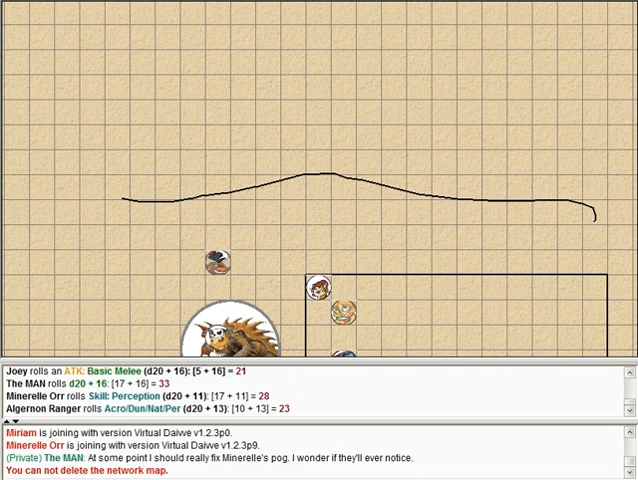 Joey rolls an ATK: Basic Melee (d20 + 16): [5 + 16] = 21
The MAN rolls d20 + 16: [17 + 16] = 33
Minerelle Orr rolls Skill: Perception (d20 + 11): [17 + 11] = 28
Algernon Ranger rolls Acro/Dun/Nat/Per (d20 + 13): [10 + 13] = 23
Miriam is joining with version Virtual Daivve v1.2.3p0.
Minerelle Orr is joining with version Virtual Daivve v1.2.3p9.
(Private) The MAN: At some point I should really fix Minerelle's pog. I wonder if they'll ever notice.
You can not delete the network map.